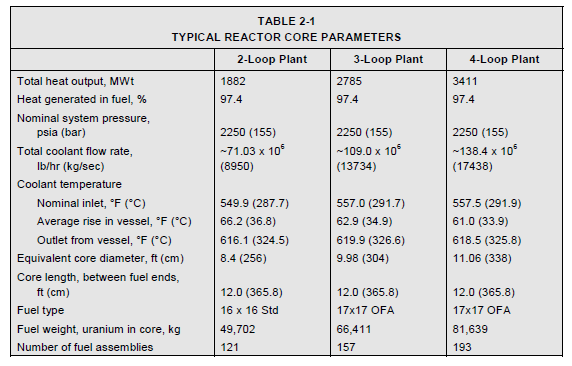 TABLE 2-1
TYPICAL REACTOR CORE PARAMETERS
2-Loop Plant 3-Loop Plant 4-Loop Plant
Total heat output, MWt 1882 2785 3411
Heat generated in fuel, % 97.4 97.4 97.4
Nominal system pressure,
psia (bar) 2250 (155) 2250 (155) 2250 (155)
Total coolant flow rate, ~71.03 x 10⁶ ~109.0 x 10⁶ ~138.4 x 10⁶
lb/hr (kg/sec) (8950) (13734) (17438)
Coolant temperature
Nominal inlet, °F (°C) 549.9 (287.7) 557.0 (291.7) 557.5 (291.9)
Average rise in vessel, °F (°C) 66.2 (36.8) 62.9 (34.9) 61.0 (33.9)
Outlet from vessel, °F (°C) 616.1 (324.5) 619.9 (326.6) 618.5 (325.8)
Equivalent core diameter, ft (cm) 8.4 (256) 9.98 (304) 11.06 (338)
Core length, between fuel ends,
ft (cm) 12.0 (365.8) 12.0 (365.8) 12.0 (365.8)
Fuel type 16 x 16 Std 17x17 OFA 17x17 OFA
Fuel weight, uranium in core, kg 49,702 66,411 81,639
Number of fuel assemblies 121 157 193